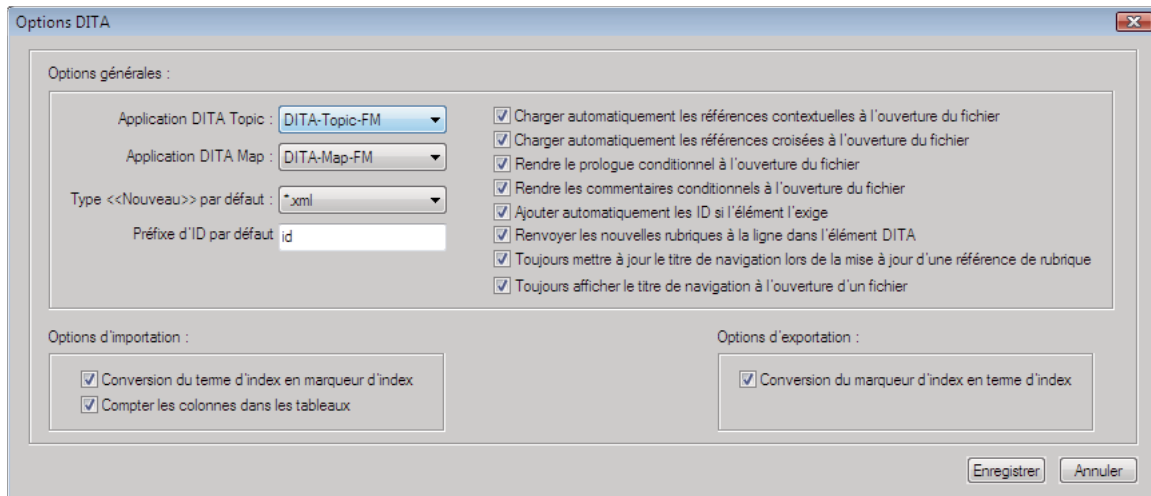 Options DITA
Options générales :
Application DITA Topic : DITA-Topic-FM
Application DITA Map : DITA-Map-FM
Type <<Nouveau>> par défaut : *.xml
Préfixe d'ID par défaut id
Charger automatiquement les références contextuelles à l'ouverture du fichier
Charger automatiquement les références croisées à l'ouverture du fichier
Rendre le prologue conditionnel à l'ouverture du fichier
Rendre les commentaires conditionnels à l'ouverture du fichier
Ajouter automatiquement les ID si l'élément l'exige
Renvoyer les nouvelles rubriques à la ligne dans l'élément DITA
Toujours mettre à jour le titre de navigation lors de la mise à jour d'une référence de rubrique
Toujours afficher le titre de navigation à l'ouverture d'un fichier
Options d'importation :
Conversion du terme d'index en marqueur d'index
Compter les colonnes dans les tableaux
Options d'exportation :
Conversion du marqueur d'index en terme d'index
Enregistrer
Annuler